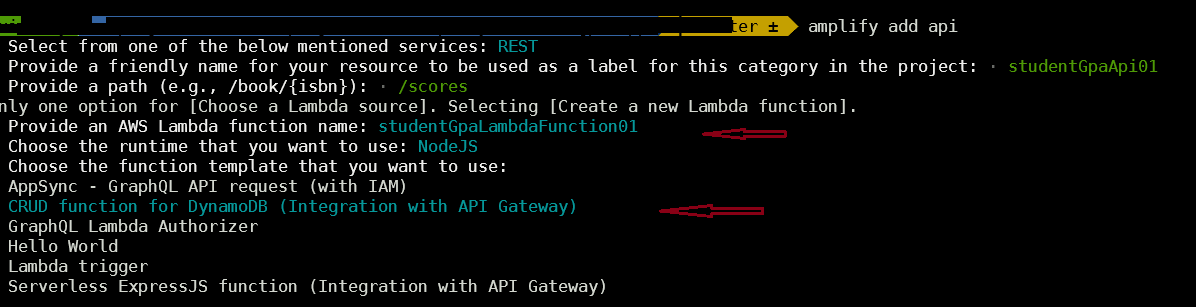 ter ± amplify add api
Select from one of the below mentioned services: REST
Provide a friendly name for your resource to be used as a label for this category in the project: · studentGpaApi01
Provide a path (e.g., /book/{isbn}): · /scores
nly one option for [Choose a Lambda source]. Selecting [Create a new Lambda function].
Provide an AWS Lambda function name: studentGpaLambdaFunction01
Choose the runtime that you want to use: NodeJS
Choose the function template that you want to use:
AppSync - GraphQL API request (with IAM)
CRUD function for DynamoDB (Integration with API Gateway)
GraphQL Lambda Authorizer
Hello World
Lambda trigger
Serverless ExpressJS function (Integration with API Gateway)